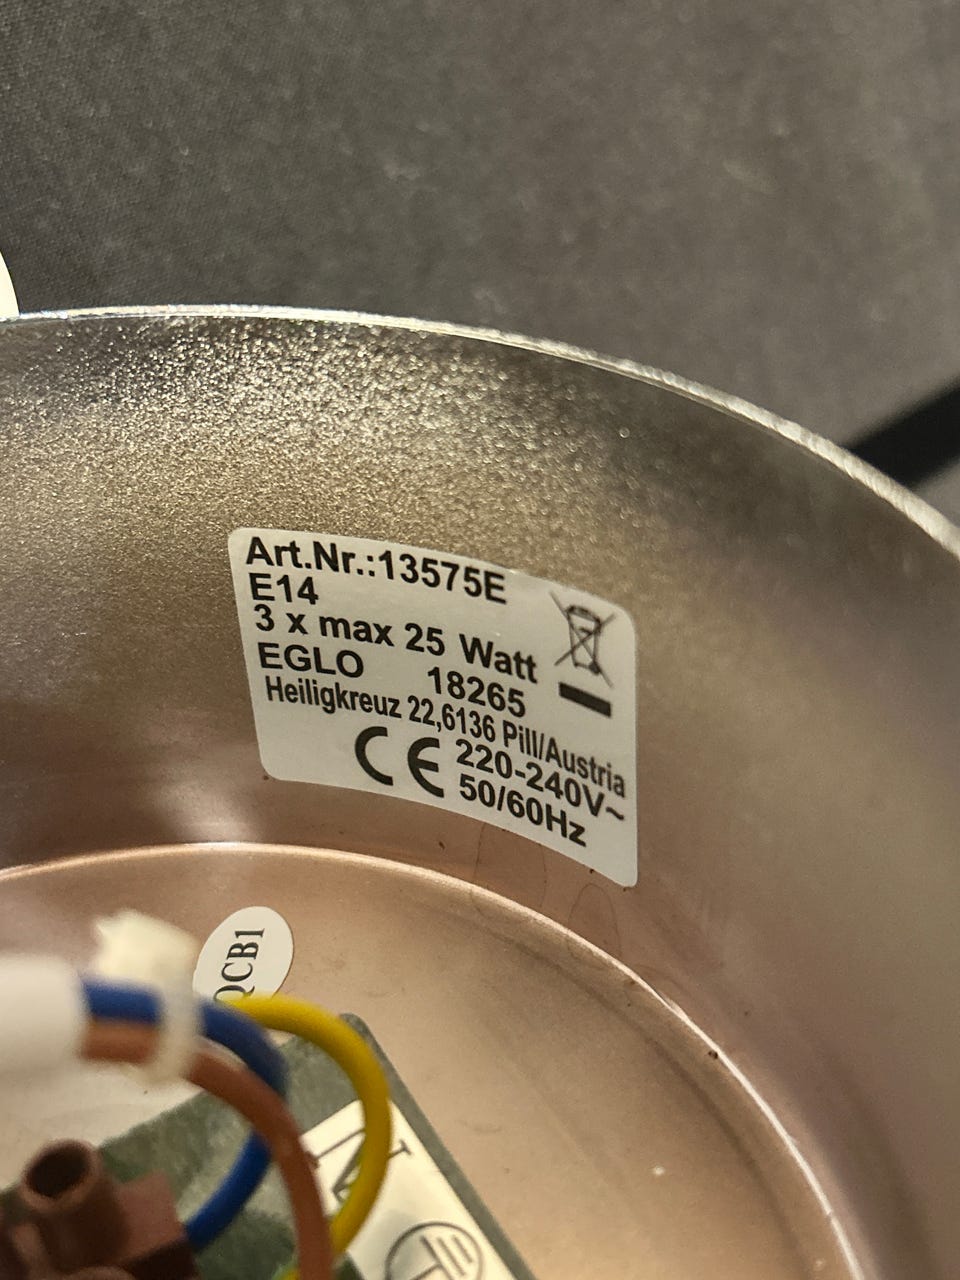 Art.Nr.:13575E
E14
3 x max 25 Watt
EGLO 18265
Heiligkreuz 22,6136 Pill/Austria
CE 220-240V~
50/60Hz
QCB1
N